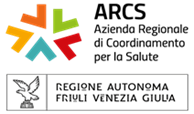 ARCS
Azienda Regionale
di Coordinamento
per la Salute
REGIONE AUTONOMA
FRIULI VENEZIA GIULIA